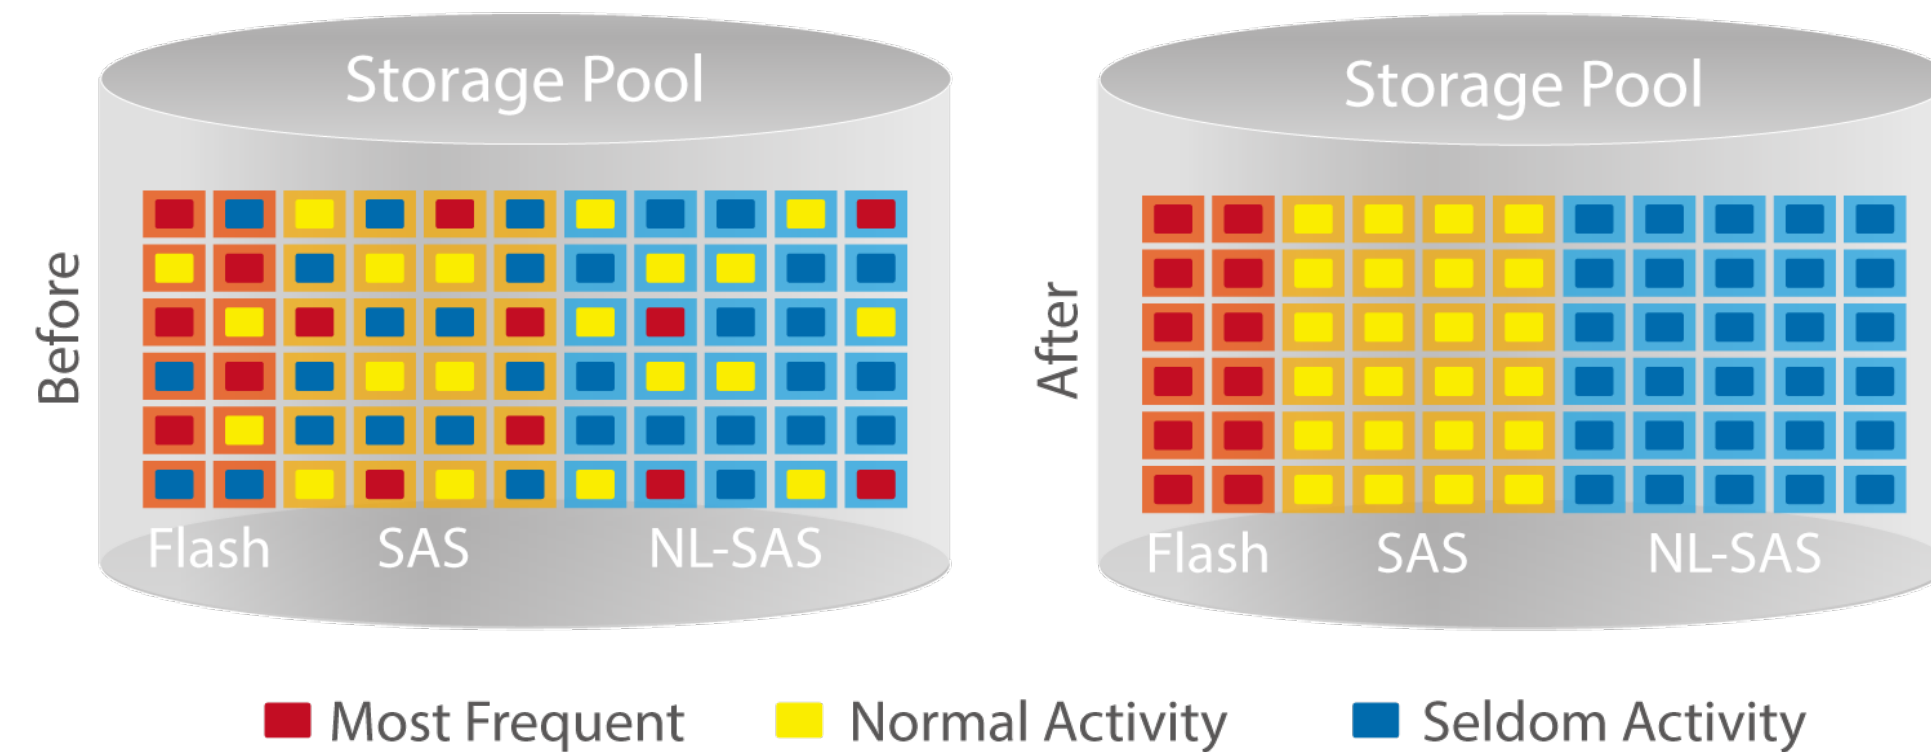 Storage Pool
Before
Flash SAS NL-SAS
Storage Pool
After
Flash SAS NL-SAS
Most Frequent Normal Activity Seldom Activity